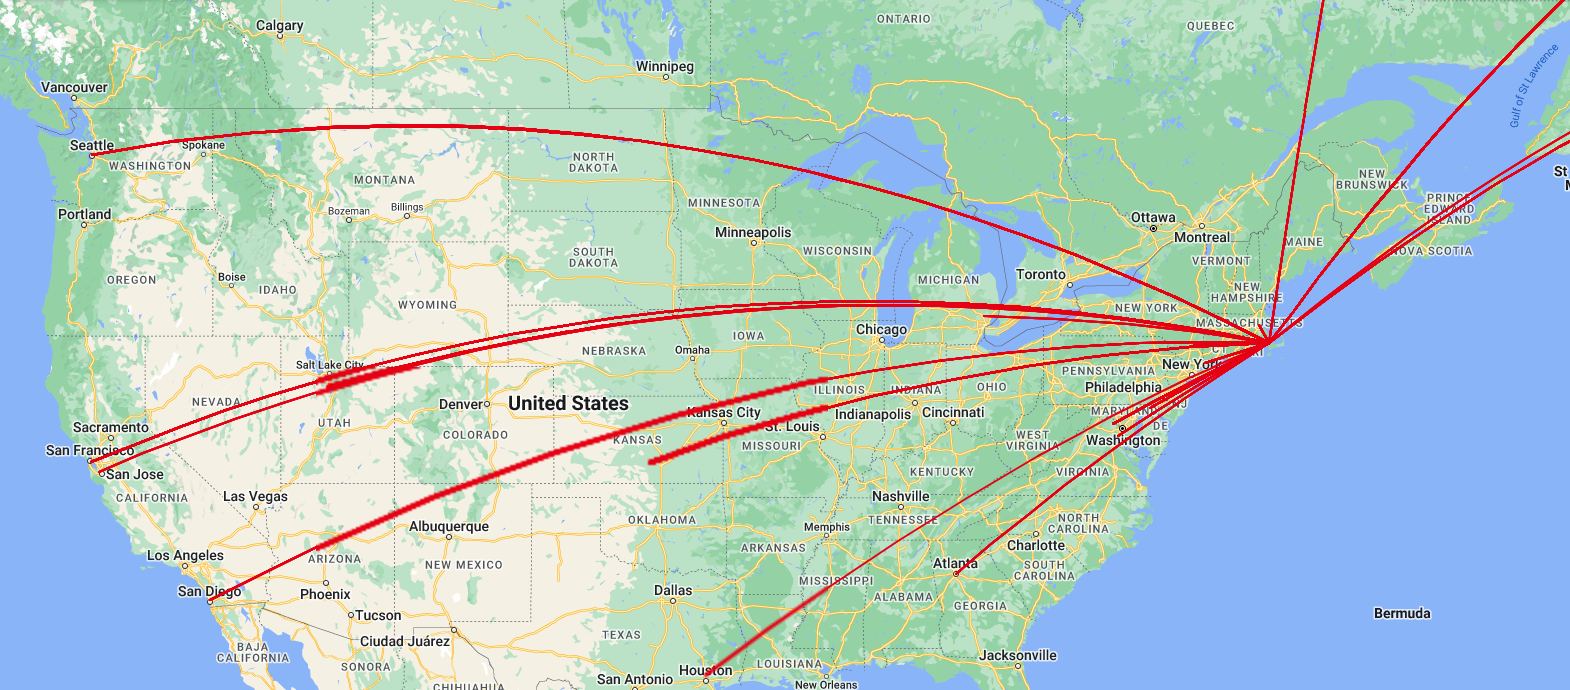 ONTARIO
QUEBEC
Calgary
Winnipeg
Vancouver
Gulf of St Lawrence
Seattle
Spokane
WASHINGTON
NORTH
DAKOTA
MONTANA
NEW
BRUNSWICK
St
Bozeman
Billings
MINNESOTA
PRINCE
EDWARD
ISLAND
Portland
Ottawa
Minneapolis
Montreal
MAINE
WISCONSIN
NOVA SCOTIA
SOUTH
DAKOTA
VERMONT
OREGON
Boise
IDAHO
MICHIGAN
Toronto
NEW
HAMPSHIRE
WYOMING
NEW YORK
MASSACHUSETTS
Chicago
IOWA
NEBRASKA
Omaha
CT
RI
Salt Lake City
PENNSYLVANIA
New York
NEVADA
Denver
United States
ILLINOIS
INDIANA
OHIO
Philadelphia
NJ
MARYLAND
Kansas City
Indianapolis
Cincinnati
UTAH
Sacramento
St. Louis
DE
COLORADO
KANSAS
MISSOURI
WEST
VIRGINIA
Washington
San Francisco
San Jose
KENTUCKY
VIRGINIA
CALIFORNIA
Las Vegas
Nashville
Albuquerque
OKLAHOMA
Memphis
TENNESSEE
NORTH
CAROLINA
Los Angeles
ARIZONA
NEW MEXICO
ARKANSAS
Charlotte
Atlanta
SOUTH
CAROLINA
San Diego
Phoenix
Dallas
MISSISSIPPI
ALABAMA
GEORGIA
Tucson
Bermuda
Ciudad Juárez
TEXAS
BAJA
CALIFORNIA
SONORA
Houston
LOUISIANA
Jacksonville
San Antonio
New Orleans
CHIHUAHUA